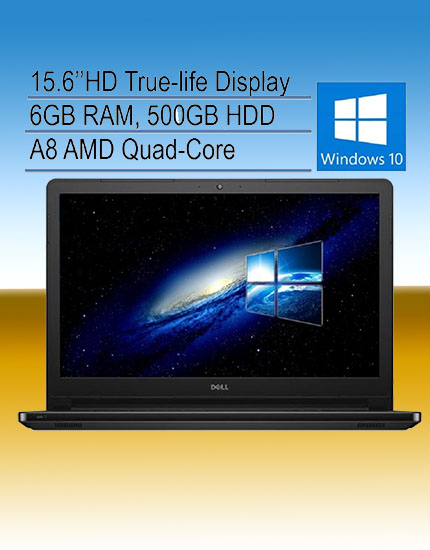 15.6’’HD True-life Display
6GB RAM, 500GB HDD
A8 AMD Quad-Core
Windows 10
DELL